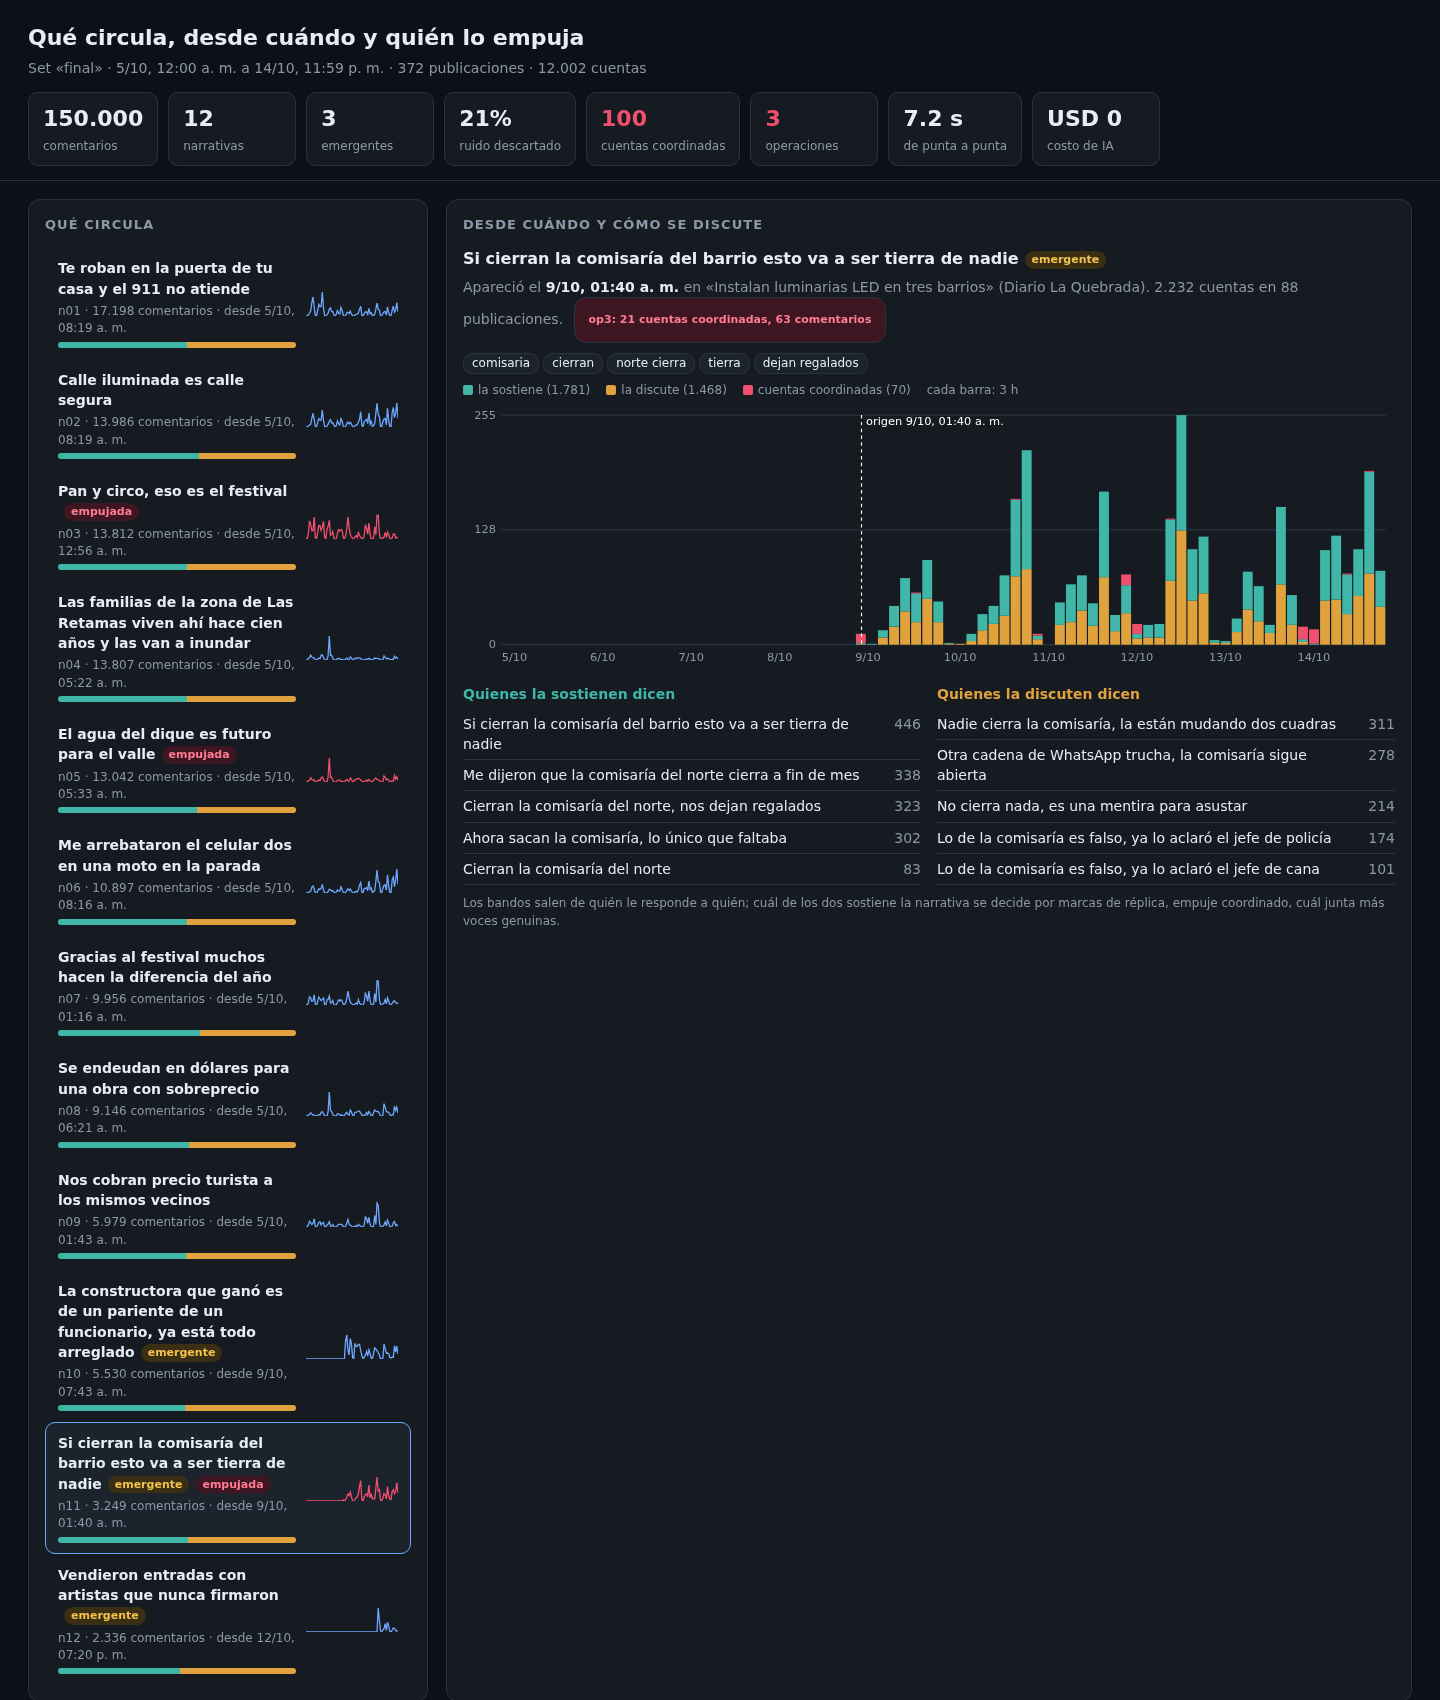 Qué circula, desde cuándo y quién lo empuja
Set «final» · 5/10, 12:00 a. m. a 14/10, 11:59 p. m. · 372 publicaciones · 12.002 cuentas
150.000
comentarios
12
narrativas
3
emergentes
21%
ruido descartado
100
cuentas coordinadas
3
operaciones
7.2 s
de punta a punta
USD 0
costo de IA
QUÉ CIRCULA
Te roban en la puerta de tu
casa y el 911 no atiende
n01 · 17.198 comentarios · desde 5/10,
08:19 a. m.
Calle iluminada es calle
segura
n02 · 13.986 comentarios · desde 5/10,
08:19 a. m.
Pan y circo, eso es el festival
empujada
n03 · 13.812 comentarios · desde 5/10,
12:56 a. m.
Las familias de la zona de Las
Retamas viven ahí hace cien
años y las van a inundar
n04 · 13.807 comentarios · desde 5/10,
05:22 a. m.
El agua del dique es futuro
para el valle empujada
n05 · 13.042 comentarios · desde 5/10,
05:33 a. m.
Me arrebataron el celular dos
en una moto en la parada
n06 · 10.897 comentarios · desde 5/10,
08:16 a. m.
Gracias al festival muchos
hacen la diferencia del año
n07 · 9.956 comentarios · desde 5/10,
01:16 a. m.
Se endeudan en dólares para
una obra con sobreprecio
n08 · 9.146 comentarios · desde 5/10,
06:21 a. m.
Nos cobran precio turista a
los mismos vecinos
n09 · 5.979 comentarios · desde 5/10,
01:43 a. m.
La constructora que ganó es
de un pariente de un
funcionario, ya está todo
arreglado emergente
n10 · 5.530 comentarios · desde 9/10,
07:43 a. m.
Si cierran la comisaría del
barrio esto va a ser tierra de
nadie emergente empujada
n11 · 3.249 comentarios · desde 9/10,
01:40 a. m.
Vendieron entradas con
artistas que nunca firmaron
emergente
n12 · 2.336 comentarios · desde 12/10,
07:20 p. m.
DESDE CUÁNDO Y CÓMO SE DISCUTE
Si cierran la comisaría del barrio esto va a ser tierra de nadie emergente
Apareció el 9/10, 01:40 a. m. en «Instalan luminarias LED en tres barrios» (Diario La Quebrada). 2.232 cuentas en 88
publicaciones. op3: 21 cuentas coordinadas, 63 comentarios
comisaria cierran norte cierra tierra dejan regalados
la sostiene (1.781) la discute (1.468) cuentas coordinadas (70) cada barra: 3 h
255
origen 9/10, 01:40 a. m.
128
0
5/10 6/10 7/10 8/10 9/10 10/10 11/10 12/10 13/10 14/10
Quienes la sostienen dicen
Si cierran la comisaría del barrio esto va a ser tierra de 446
nadie
Me dijeron que la comisaría del norte cierra a fin de mes 338
Cierran la comisaría del norte, nos dejan regalados 323
Ahora sacan la comisaría, lo único que faltaba 302
Cierran la comisaría del norte 83
Quienes la discuten dicen
Nadie cierra la comisaría, la están mudando dos cuadras 311
Otra cadena de WhatsApp trucha, la comisaría sigue 278
abierta
No cierra nada, es una mentira para asustar 214
Lo de la comisaría es falso, ya lo aclaró el jefe de policía 174
Lo de la comisaría es falso, ya lo aclaró el jefe de cana 101
Los bandos salen de quién le responde a quién; cuál de los dos sostiene la narrativa se decide por marcas de réplica, empuje coordinado, cuál junta más
voces genuinas.